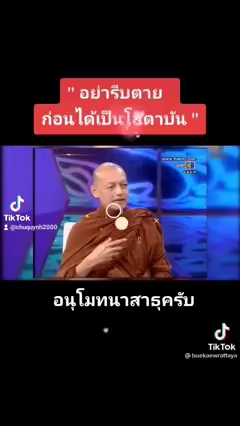 " อย่ารีบตาย
ก่อนได้เป็นโสดาบัน "
TikTok
@chuquynh2000
อนุโมทนาสาธุครับ
TikTok
@buekaewraftaya